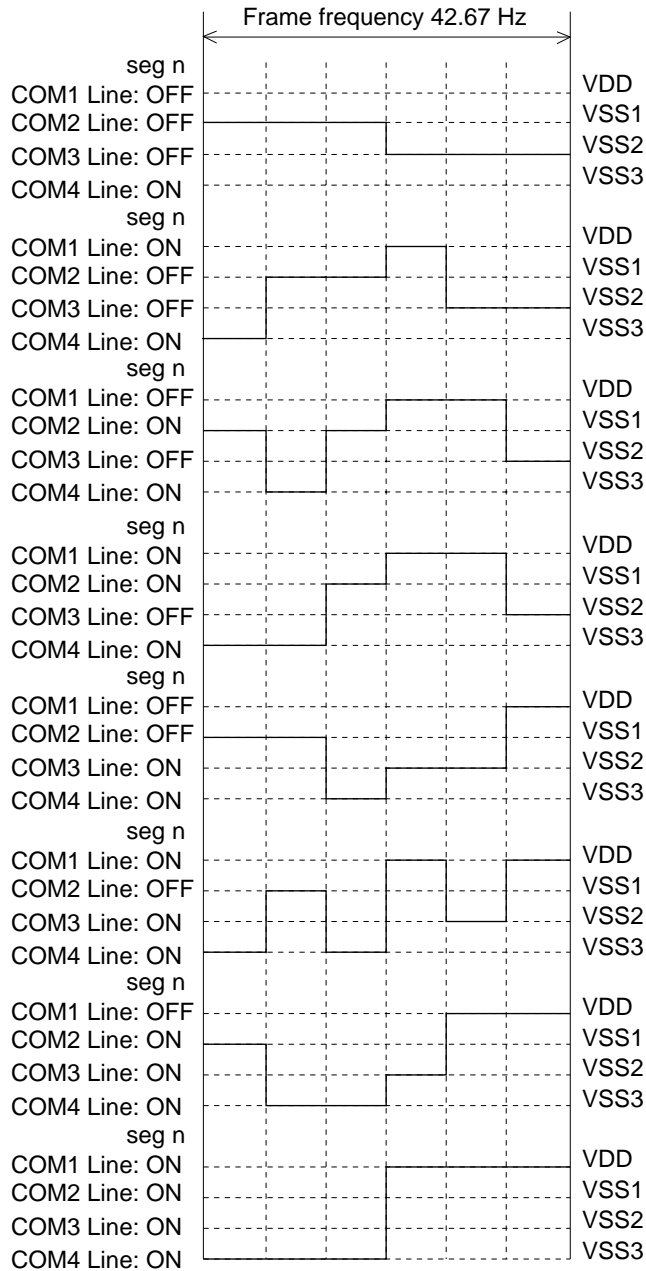 Frame frequency 42.67 Hz
seg n
COM1 Line: OFF
COM2 Line: OFF
COM3 Line: OFF
COM4 Line: ON
VDD
VSS1
VSS2
VSS3
seg n
COM1 Line: ON
COM2 Line: OFF
COM3 Line: OFF
COM4 Line: ON
VDD
VSS1
VSS2
VSS3
seg n
COM1 Line: OFF
COM2 Line: ON
COM3 Line: OFF
COM4 Line: ON
VDD
VSS1
VSS2
VSS3
seg n
COM1 Line: ON
COM2 Line: ON
COM3 Line: OFF
COM4 Line: ON
VDD
VSS1
VSS2
VSS3
seg n
COM1 Line: OFF
COM2 Line: OFF
COM3 Line: ON
COM4 Line: ON
VDD
VSS1
VSS2
VSS3
seg n
COM1 Line: ON
COM2 Line: OFF
COM3 Line: ON
COM4 Line: ON
VDD
VSS1
VSS2
VSS3
seg n
COM1 Line: OFF
COM2 Line: ON
COM3 Line: ON
COM4 Line: ON
VDD
VSS1
VSS2
VSS3
seg n
COM1 Line: ON
COM2 Line: ON
COM3 Line: ON
COM4 Line: ON
VDD
VSS1
VSS2
VSS3